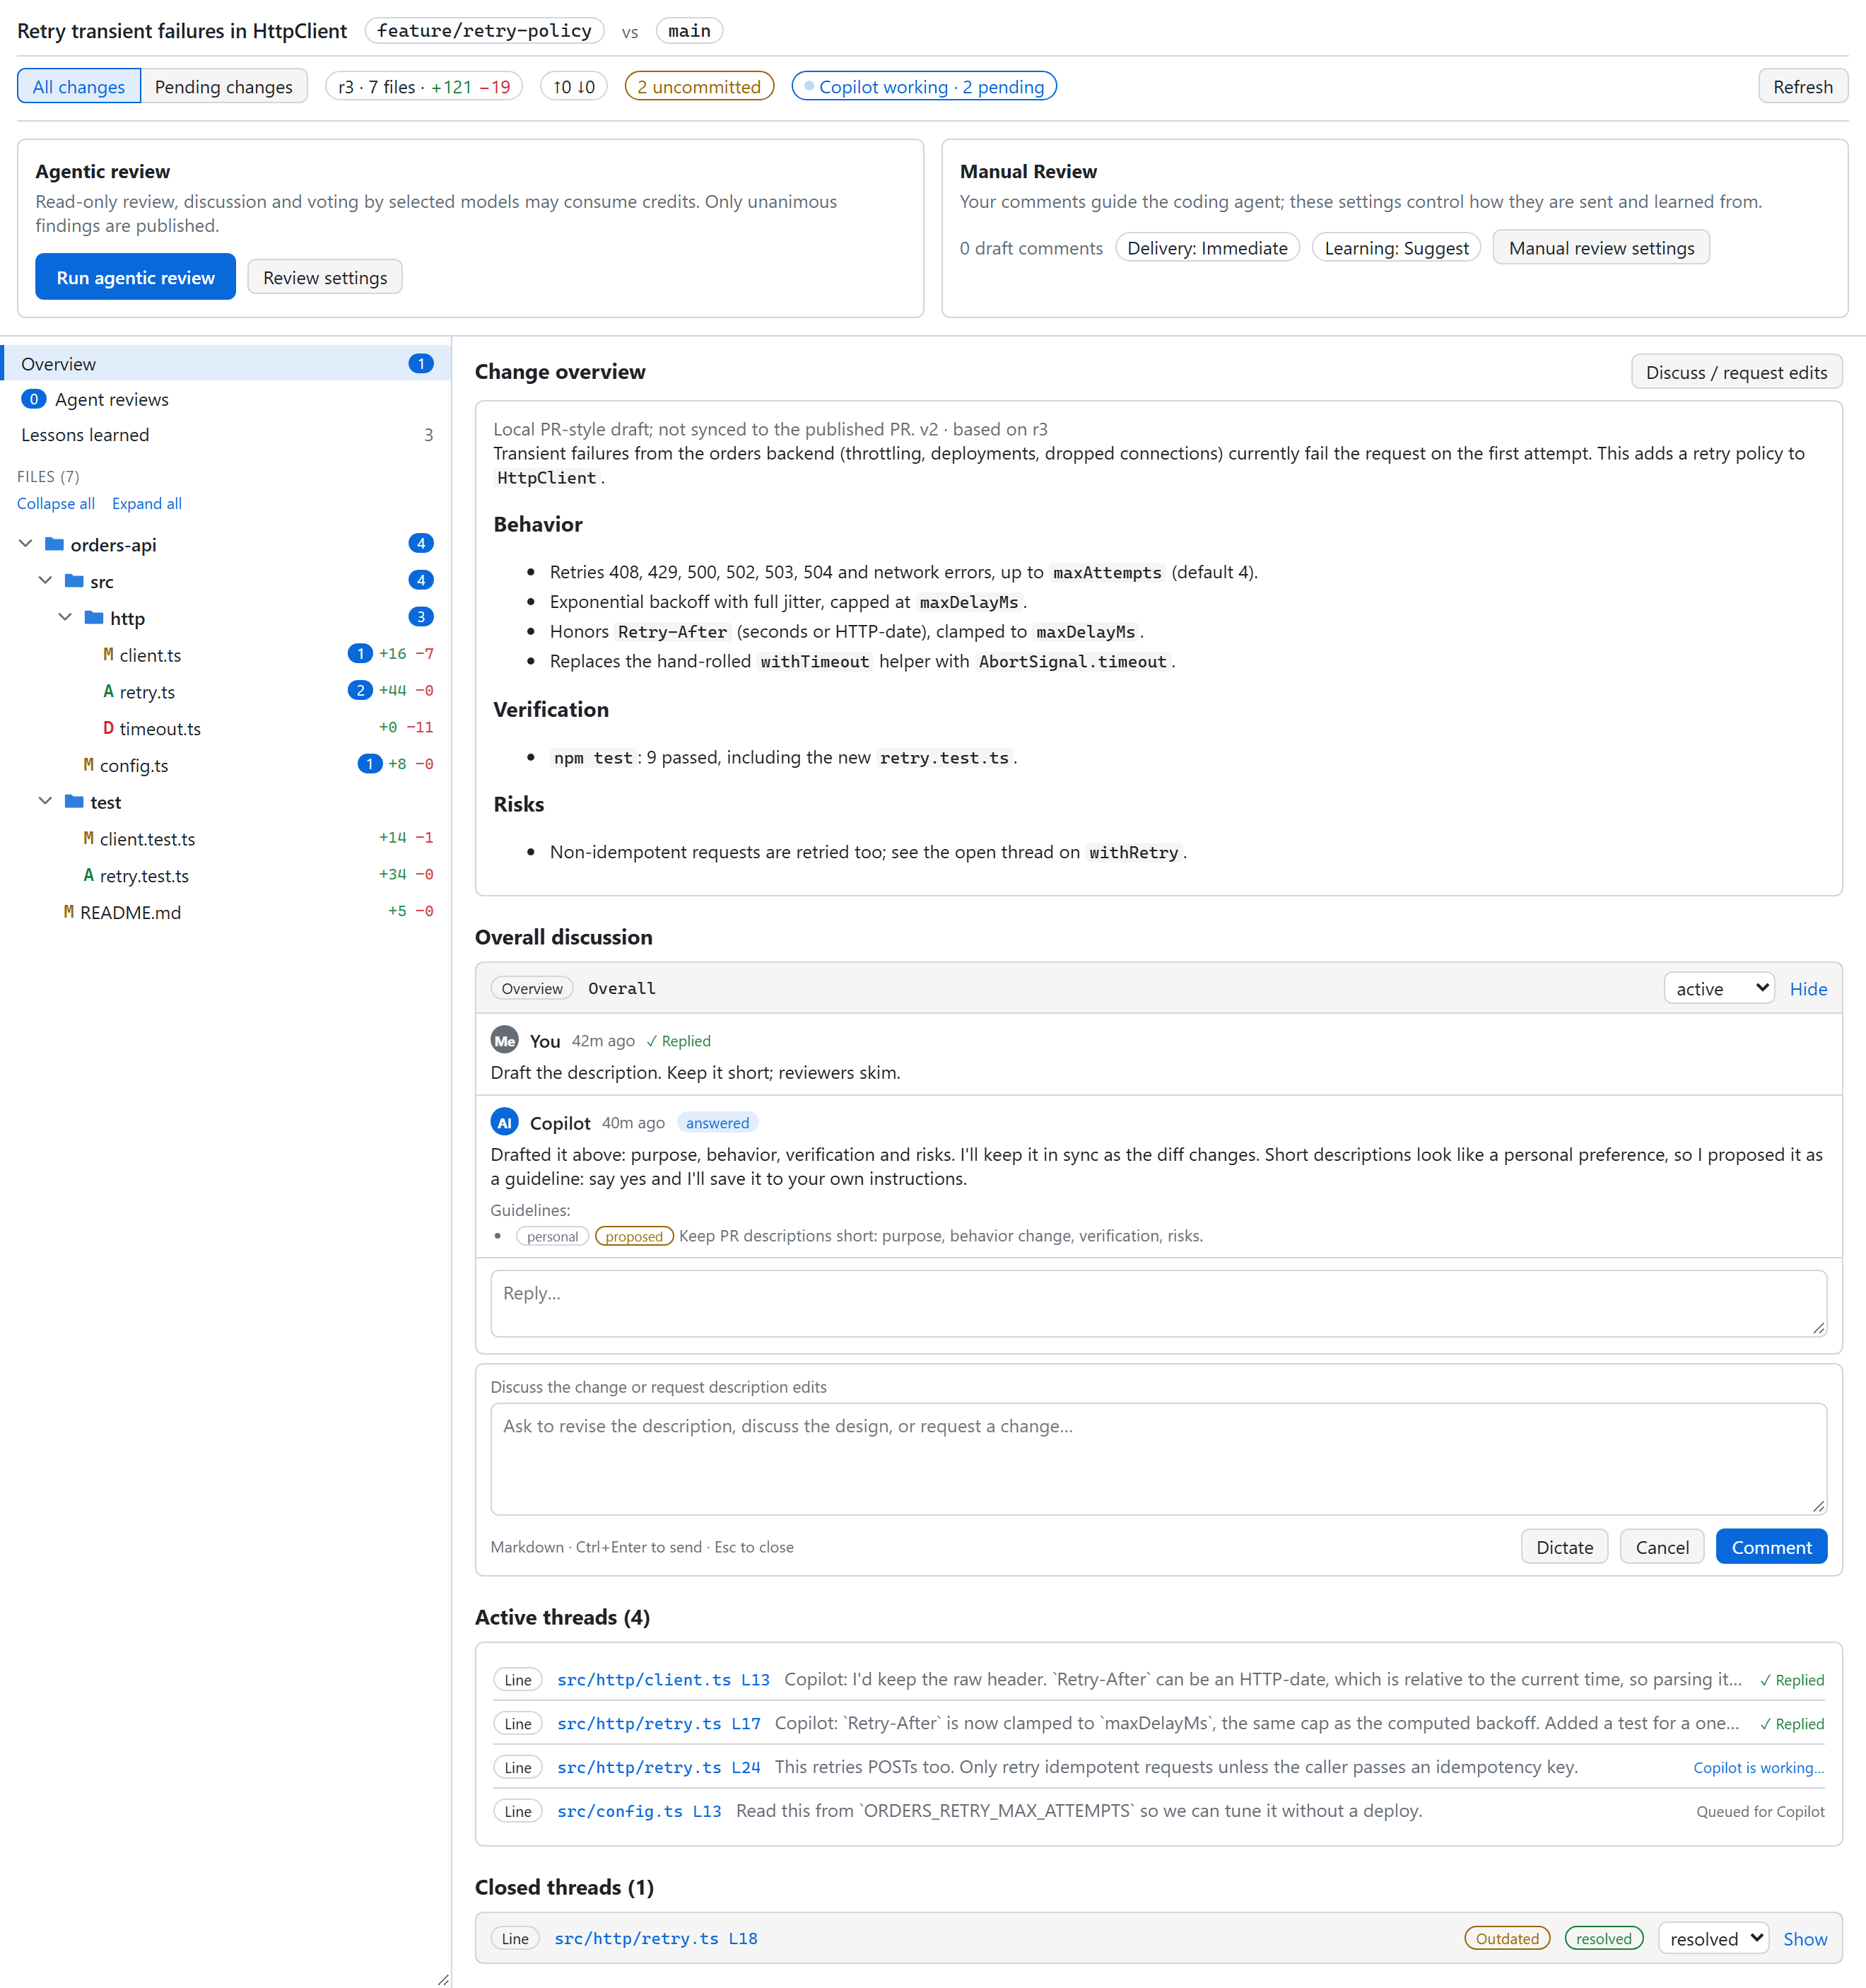 Retry transient failures in HttpClient feature/retry-policy vs main
All changes Pending changes r3 · 7 files · +121 −19 ↑0 ↓0 2 uncommitted Copilot working · 2 pending Refresh
Agentic review
Read-only review, discussion and voting by selected models may consume credits. Only unanimous
findings are published.
Run agentic review Review settings
Manual Review
Your comments guide the coding agent; these settings control how they are sent and learned from.
0 draft comments Delivery: Immediate Learning: Suggest Manual review settings
Overview 1
0 Agent reviews
Lessons learned 3
FILES (7)
Collapse all Expand all
orders-api 4
src 4
http 3
M client.ts 1 +16 −7
A retry.ts 2 +44 −0
D timeout.ts +0 −11
M config.ts 1 +8 −0
test
M client.test.ts +14 −1
A retry.test.ts +34 −0
M README.md +5 −0
Change overview Discuss / request edits
Local PR-style draft; not synced to the published PR. v2 · based on r3
Transient failures from the orders backend (throttling, deployments, dropped connections) currently fail the request on the first attempt. This adds a retry policy to
HttpClient.
Behavior
• Retries 408, 429, 500, 502, 503, 504 and network errors, up to maxAttempts (default 4).
• Exponential backoff with full jitter, capped at maxDelayMs.
• Honors Retry-After (seconds or HTTP-date), clamped to maxDelayMs.
• Replaces the hand-rolled withTimeout helper with AbortSignal.timeout.
Verification
• npm test: 9 passed, including the new retry.test.ts.
Risks
• Non-idempotent requests are retried too; see the open thread on withRetry.
Overall discussion
Overview Overall active Hide
Me You 42m ago ✓ Replied
Draft the description. Keep it short; reviewers skim.
AI Copilot 40m ago answered
Drafted it above: purpose, behavior, verification and risks. I'll keep it in sync as the diff changes. Short descriptions look like a personal preference, so I proposed it as
a guideline: say yes and I'll save it to your own instructions.
Guidelines:
• personal proposed Keep PR descriptions short: purpose, behavior change, verification, risks.
Reply...
Discuss the change or request description edits
Ask to revise the description, discuss the design, or request a change...
Markdown · Ctrl+Enter to send · Esc to close Dictate Cancel Comment
Active threads (4)
Line src/http/client.ts L13 Copilot: I'd keep the raw header. `Retry-After` can be an HTTP-date, which is relative to the current time, so parsing it... ✓ Replied
Line src/http/retry.ts L17 Copilot: `Retry-After` is now clamped to `maxDelayMs`, the same cap as the computed backoff. Added a test for a one... ✓ Replied
Line src/http/retry.ts L24 This retries POSTs too. Only retry idempotent requests unless the caller passes an idempotency key. Copilot is working...
Line src/config.ts L13 Read this from `ORDERS_RETRY_MAX_ATTEMPTS` so we can tune it without a deploy. Queued for Copilot
Closed threads (1)
Line src/http/retry.ts L18 Outdated resolved resolved Show